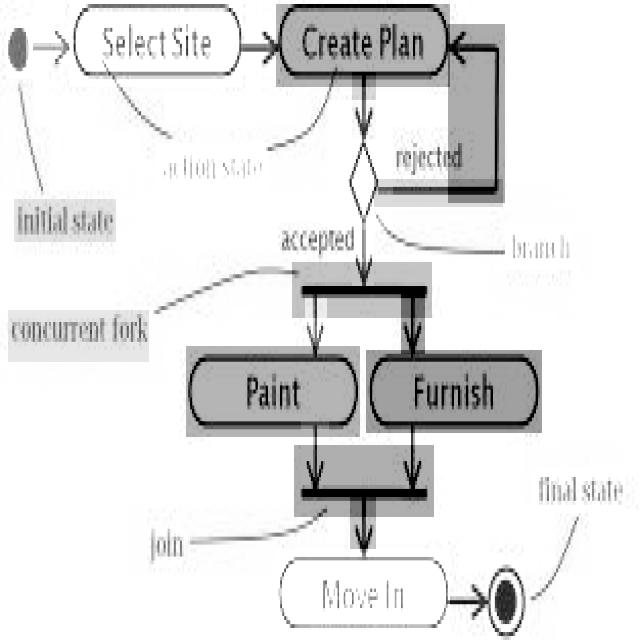 Select Site
Create Plan
action state
rejected
initial state
accepted
branch
concurrent fork
Paint
Furnish
final state
join
Move In